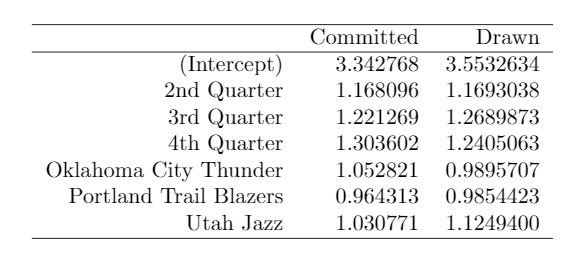 Committed Drawn
(Intercept) 3.342768 3.5532634
2nd Quarter 1.168096 1.1693038
3rd Quarter 1.221269 1.2689873
4th Quarter 1.303602 1.2405063
Oklahoma City Thunder 1.052821 0.9895707
Portland Trail Blazers 0.964313 0.9854423
Utah Jazz 1.030771 1.1249400